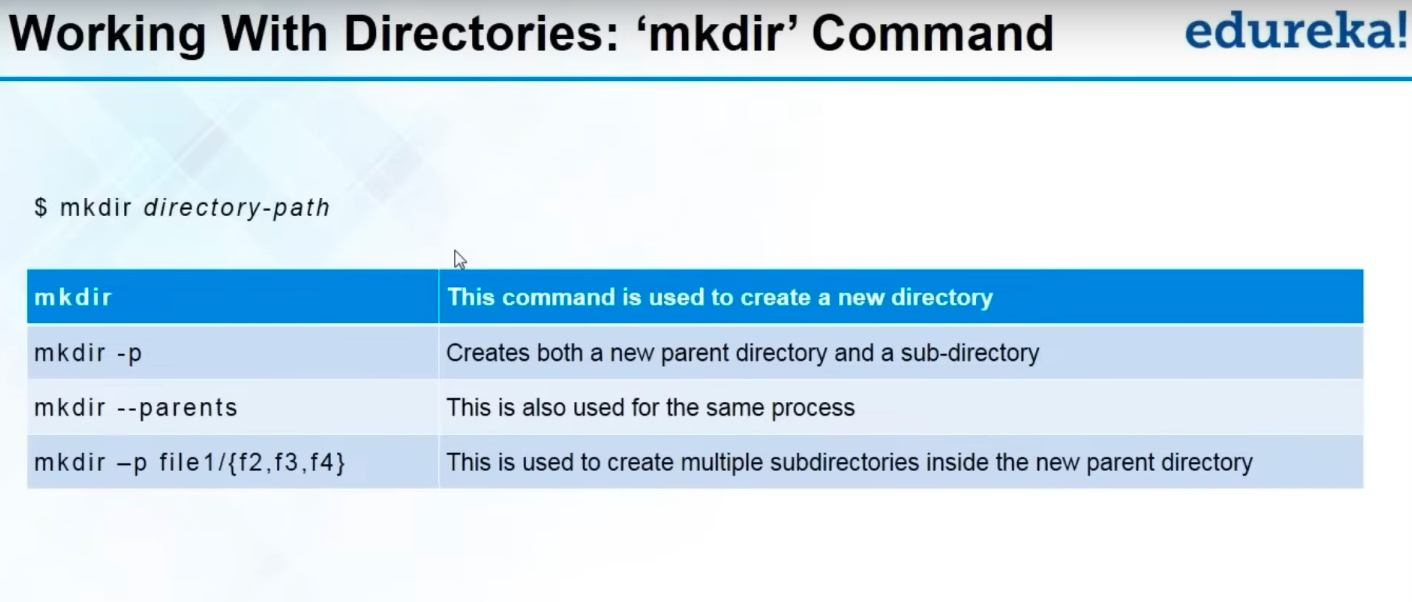 Working With Directories: ‘mkdir’ Command
edureka!
$ mkdir directory-path
mkdir This command is used to create a new directory
mkdir -p Creates both a new parent directory and a sub-directory
mkdir --parents This is also used for the same process
mkdir –p file1/{f2,f3,f4} This is used to create multiple subdirectories inside the new parent directory